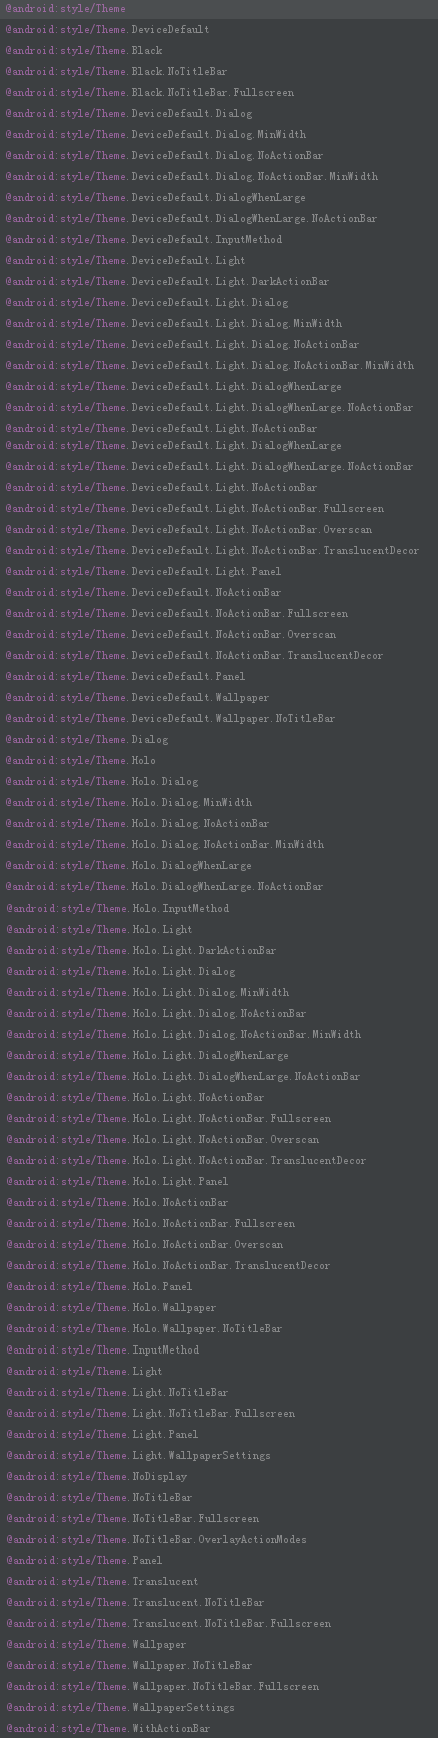 @android:style/Theme
@android:style/Theme.DeviceDefault
@android:style/Theme.Black
@android:style/Theme.Black.NoTitleBar
@android:style/Theme.Black.NoTitleBar.Fullscreen
@android:style/Theme.DeviceDefault.Dialog
@android:style/Theme.DeviceDefault.Dialog.MinWidth
@android:style/Theme.DeviceDefault.Dialog.NoActionBar
@android:style/Theme.DeviceDefault.Dialog.NoActionBar.MinWidth
@android:style/Theme.DeviceDefault.DialogWhenLarge
@android:style/Theme.DeviceDefault.DialogWhenLarge.NoActionBar
@android:style/Theme.DeviceDefault.InputMethod
@android:style/Theme.DeviceDefault.Light
@android:style/Theme.DeviceDefault.Light.DarkActionBar
@android:style/Theme.DeviceDefault.Light.Dialog
@android:style/Theme.DeviceDefault.Light.Dialog.MinWidth
@android:style/Theme.DeviceDefault.Light.Dialog.NoActionBar
@android:style/Theme.DeviceDefault.Light.Dialog.NoActionBar.MinWidth
@android:style/Theme.DeviceDefault.Light.DialogWhenLarge
@android:style/Theme.DeviceDefault.Light.DialogWhenLarge.NoActionBar
@android:style/Theme.DeviceDefault.Light.NoActionBar
@android:style/Theme.DeviceDefault.Light.DialogWhenLarge
@android:style/Theme.DeviceDefault.Light.DialogWhenLarge.NoActionBar
@android:style/Theme.DeviceDefault.Light.NoActionBar
@android:style/Theme.DeviceDefault.Light.NoActionBar.Fullscreen
@android:style/Theme.DeviceDefault.Light.NoActionBar.Overscan
@android:style/Theme.DeviceDefault.Light.NoActionBar.TranslucentDecor
@android:style/Theme.DeviceDefault.Light.Panel
@android:style/Theme.DeviceDefault.NoActionBar
@android:style/Theme.DeviceDefault.NoActionBar.Fullscreen
@android:style/Theme.DeviceDefault.NoActionBar.Overscan
@android:style/Theme.DeviceDefault.NoActionBar.TranslucentDecor
@android:style/Theme.DeviceDefault.Panel
@android:style/Theme.DeviceDefault.Wallpaper
@android:style/Theme.DeviceDefault.Wallpaper.NoTitleBar
@android:style/Theme.Dialog
@android:style/Theme.Holo
@android:style/Theme.Holo.Dialog
@android:style/Theme.Holo.Dialog.MinWidth
@android:style/Theme.Holo.Dialog.NoActionBar
@android:style/Theme.Holo.Dialog.NoActionBar.MinWidth
@android:style/Theme.Holo.DialogWhenLarge
@android:style/Theme.Holo.DialogWhenLarge.NoActionBar
@android:style/Theme.Holo.InputMethod
@android:style/Theme.Holo.Light
@android:style/Theme.Holo.Light.DarkActionBar
@android:style/Theme.Holo.Light.Dialog
@android:style/Theme.Holo.Light.Dialog.MinWidth
@android:style/Theme.Holo.Light.Dialog.NoActionBar
@android:style/Theme.Holo.Light.Dialog.NoActionBar.MinWidth
@android:style/Theme.Holo.Light.DialogWhenLarge
@android:style/Theme.Holo.Light.DialogWhenLarge.NoActionBar
@android:style/Theme.Holo.Light.NoActionBar
@android:style/Theme.Holo.Light.NoActionBar.Fullscreen
@android:style/Theme.Holo.Light.NoActionBar.Overscan
@android:style/Theme.Holo.Light.NoActionBar.TranslucentDecor
@android:style/Theme.Holo.Light.Panel
@android:style/Theme.Holo.NoActionBar
@android:style/Theme.Holo.NoActionBar.Fullscreen
@android:style/Theme.Holo.NoActionBar.Overscan
@android:style/Theme.Holo.NoActionBar.TranslucentDecor
@android:style/Theme.Holo.Panel
@android:style/Theme.Holo.Wallpaper
@android:style/Theme.Holo.Wallpaper.NoTitleBar
@android:style/Theme.InputMethod
@android:style/Theme.Light
@android:style/Theme.Light.NoTitleBar
@android:style/Theme.Light.NoTitleBar.Fullscreen
@android:style/Theme.Light.Panel
@android:style/Theme.Light.WallpaperSettings
@android:style/Theme.NoDisplay
@android:style/Theme.NoTitleBar
@android:style/Theme.NoTitleBar.Fullscreen
@android:style/Theme.NoTitleBar.OverlayActionModes
@android:style/Theme.Panel
@android:style/Theme.Translucent
@android:style/Theme.Translucent.NoTitleBar
@android:style/Theme.Translucent.NoTitleBar.Fullscreen
@android:style/Theme.Wallpaper
@android:style/Theme.Wallpaper.NoTitleBar
@android:style/Theme.Wallpaper.NoTitleBar.Fullscreen
@android:style/Theme.WallpaperSettings
@android:style/Theme.WithActionBar